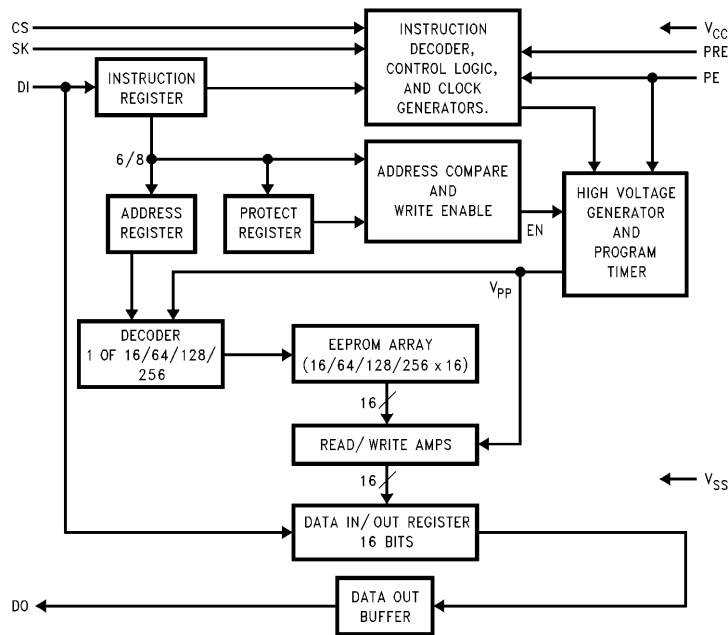 CS
SK
DI
INSTRUCTION
REGISTER
INSTRUCTION
DECODER,
CONTROL LOGIC,
AND CLOCK
GENERATORS.
VCC
PRE
PE
6/8
ADDRESS
REGISTER
PROTECT
REGISTER
ADDRESS COMPARE
AND
WRITE ENABLE
EN
HIGH VOLTAGE
GENERATOR
AND
PROGRAM
TIMER
VPP
DECODER
1 OF 16/64/128/
256
EEPROM ARRAY
(16/64/128/256 x 16)
16
READ/WRITE AMPS
16
VSS
DATA IN/OUT REGISTER
16 BITS
DO
DATA OUT
BUFFER